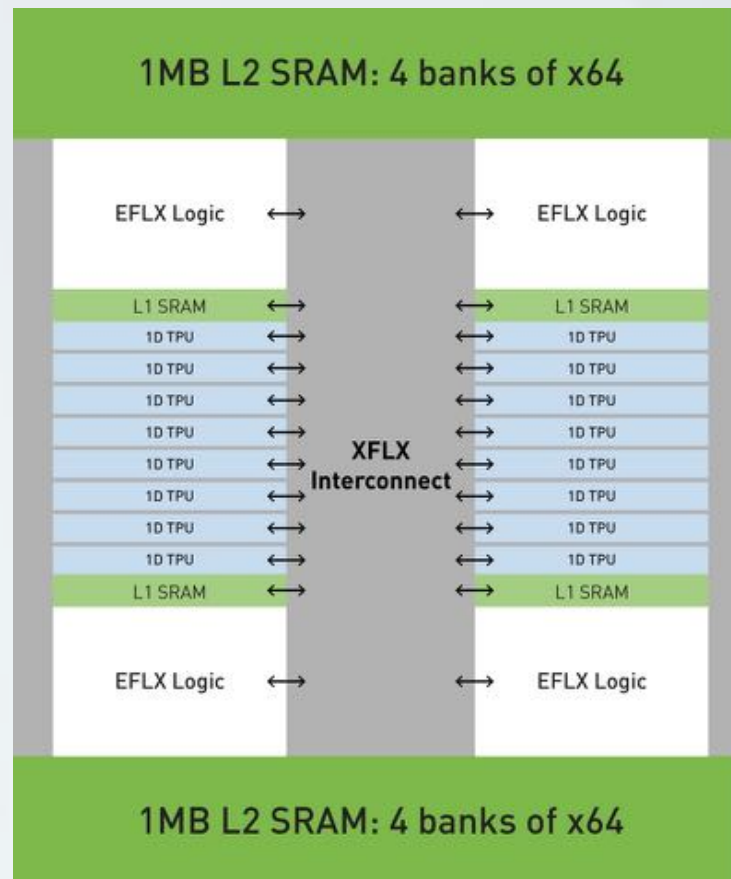 1MB L2 SRAM: 4 banks of x64
EFLX Logic
EFLX Logic
L1 SRAM
L1 SRAM
1D TPU
1D TPU
1D TPU
1D TPU
1D TPU
1D TPU
1D TPU
1D TPU
XFLX
Interconnect
1D TPU
1D TPU
1D TPU
1D TPU
1D TPU
1D TPU
1D TPU
1D TPU
L1 SRAM
L1 SRAM
EFLX Logic
EFLX Logic
1MB L2 SRAM: 4 banks of x64